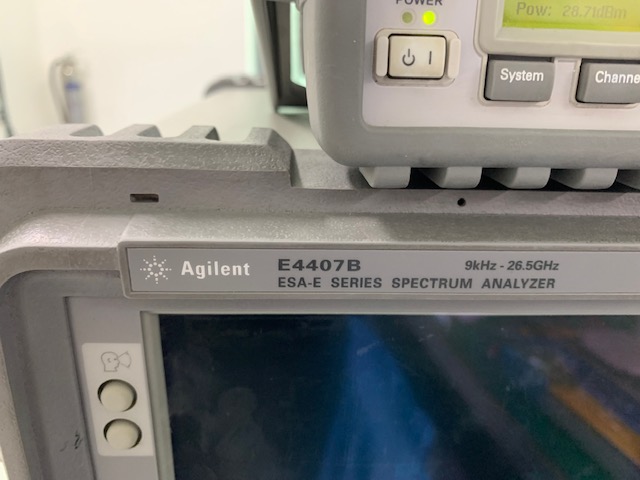 POWER
Pow: 28.71dBm
System
Channe
Agilent
E4407B
9kHz - 26.5GHz
ESA-E SERIES SPECTRUM ANALYZER